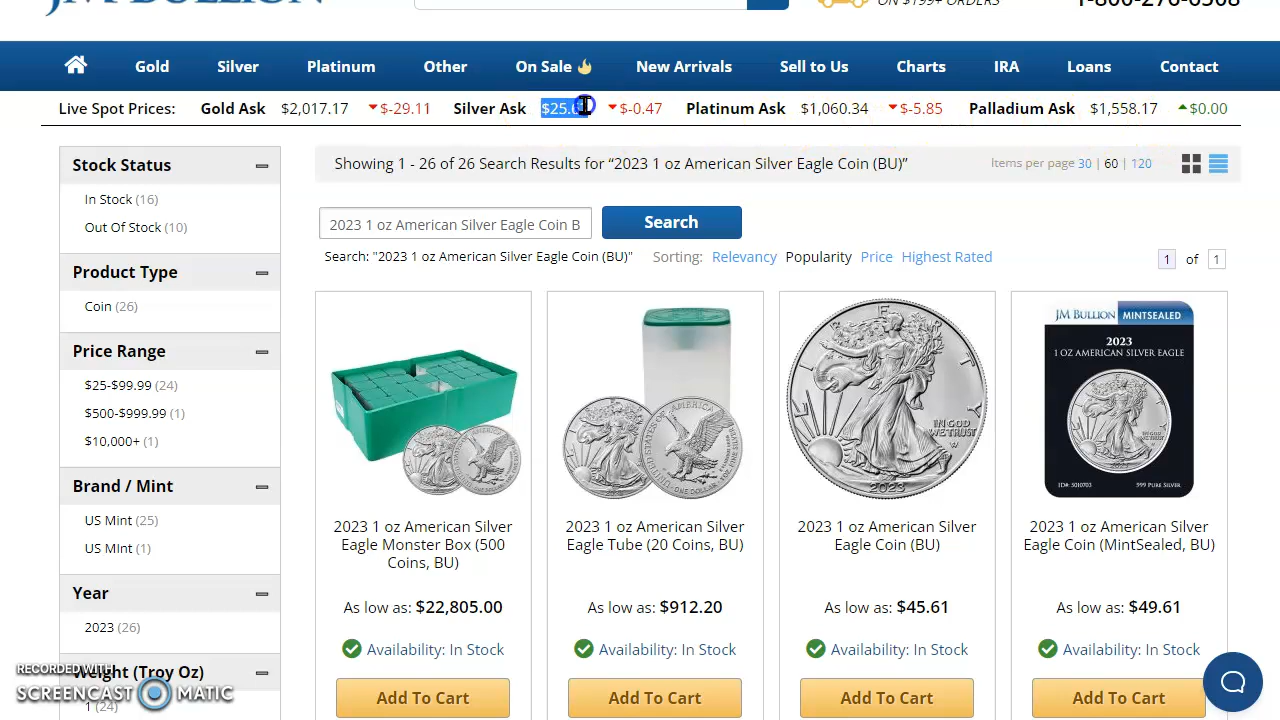 JM BULLION
ON $199+ ORDERS
1-800-276-6508
Gold Silver Platinum Other On Sale New Arrivals Sell to Us Charts IRA Loans Contact
Live Spot Prices: Gold Ask $2,017.17 $-29.11 Silver Ask $-0.47 Platinum Ask $1,060.34 $-5.85 Palladium Ask $1,558.17 $0.00
Stock Status
In Stock (16)
Out Of Stock (10)
Product Type
Coin (26)
Price Range
$25-$99.99 (24)
$500-$999.99 (1)
$10,000+ (1)
Brand / Mint
US Mint (25)
US MInt (1)
Year
2023 (26)
Weight (Troy Oz)
1 (24)
Showing 1 - 26 of 26 Search Results for “2023 1 oz American Silver Eagle Coin (BU)”
Items per page 30 | 60 | 120
2023 1 oz American Silver Eagle Coin B
Search
Search: "2023 1 oz American Silver Eagle Coin (BU)"
Sorting: Relevancy Popularity Price Highest Rated
1 of 1
2023 1 oz American Silver
Eagle Monster Box (500
Coins, BU)
As low as: $22,805.00
Availability: In Stock
Add To Cart
2023 1 oz American Silver
Eagle Tube (20 Coins, BU)
As low as: $912.20
Availability: In Stock
Add To Cart
LIBERTY
IN GOD
WE TRUST
2023
2023 1 oz American Silver
Eagle Coin (BU)
As low as: $45.61
Availability: In Stock
Add To Cart
JM BULLION MINTSEALED
2023
1 OZ AMERICAN SILVER EAGLE
999 PURE SILVER
2023 1 oz American Silver
Eagle Coin (MintSealed, BU)
As low as: $49.61
Availability: In Stock
Add To Cart
RECORDED WITH
SCREENCAST MATIC